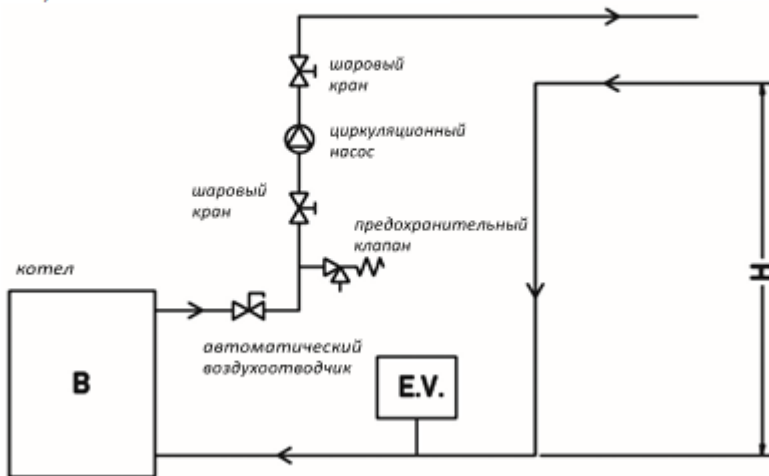 шаровый
кран
циркуляционный
насос
шаровый
кран
предохранительный
клапан
котел
автоматический
воздухоотводчик
B
E.V.
H